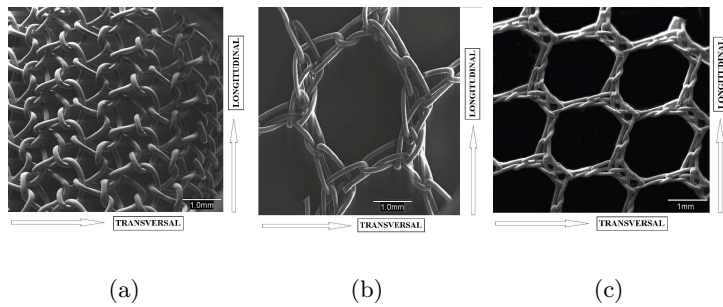 LONGITUDINAL
1.0mm
TRANSVERSAL
(a)
LONGITUDINAL
1.0mm
TRANSVERSAL
(b)
LONGITUDINAL
1mm
TRANSVERSAL
(c)